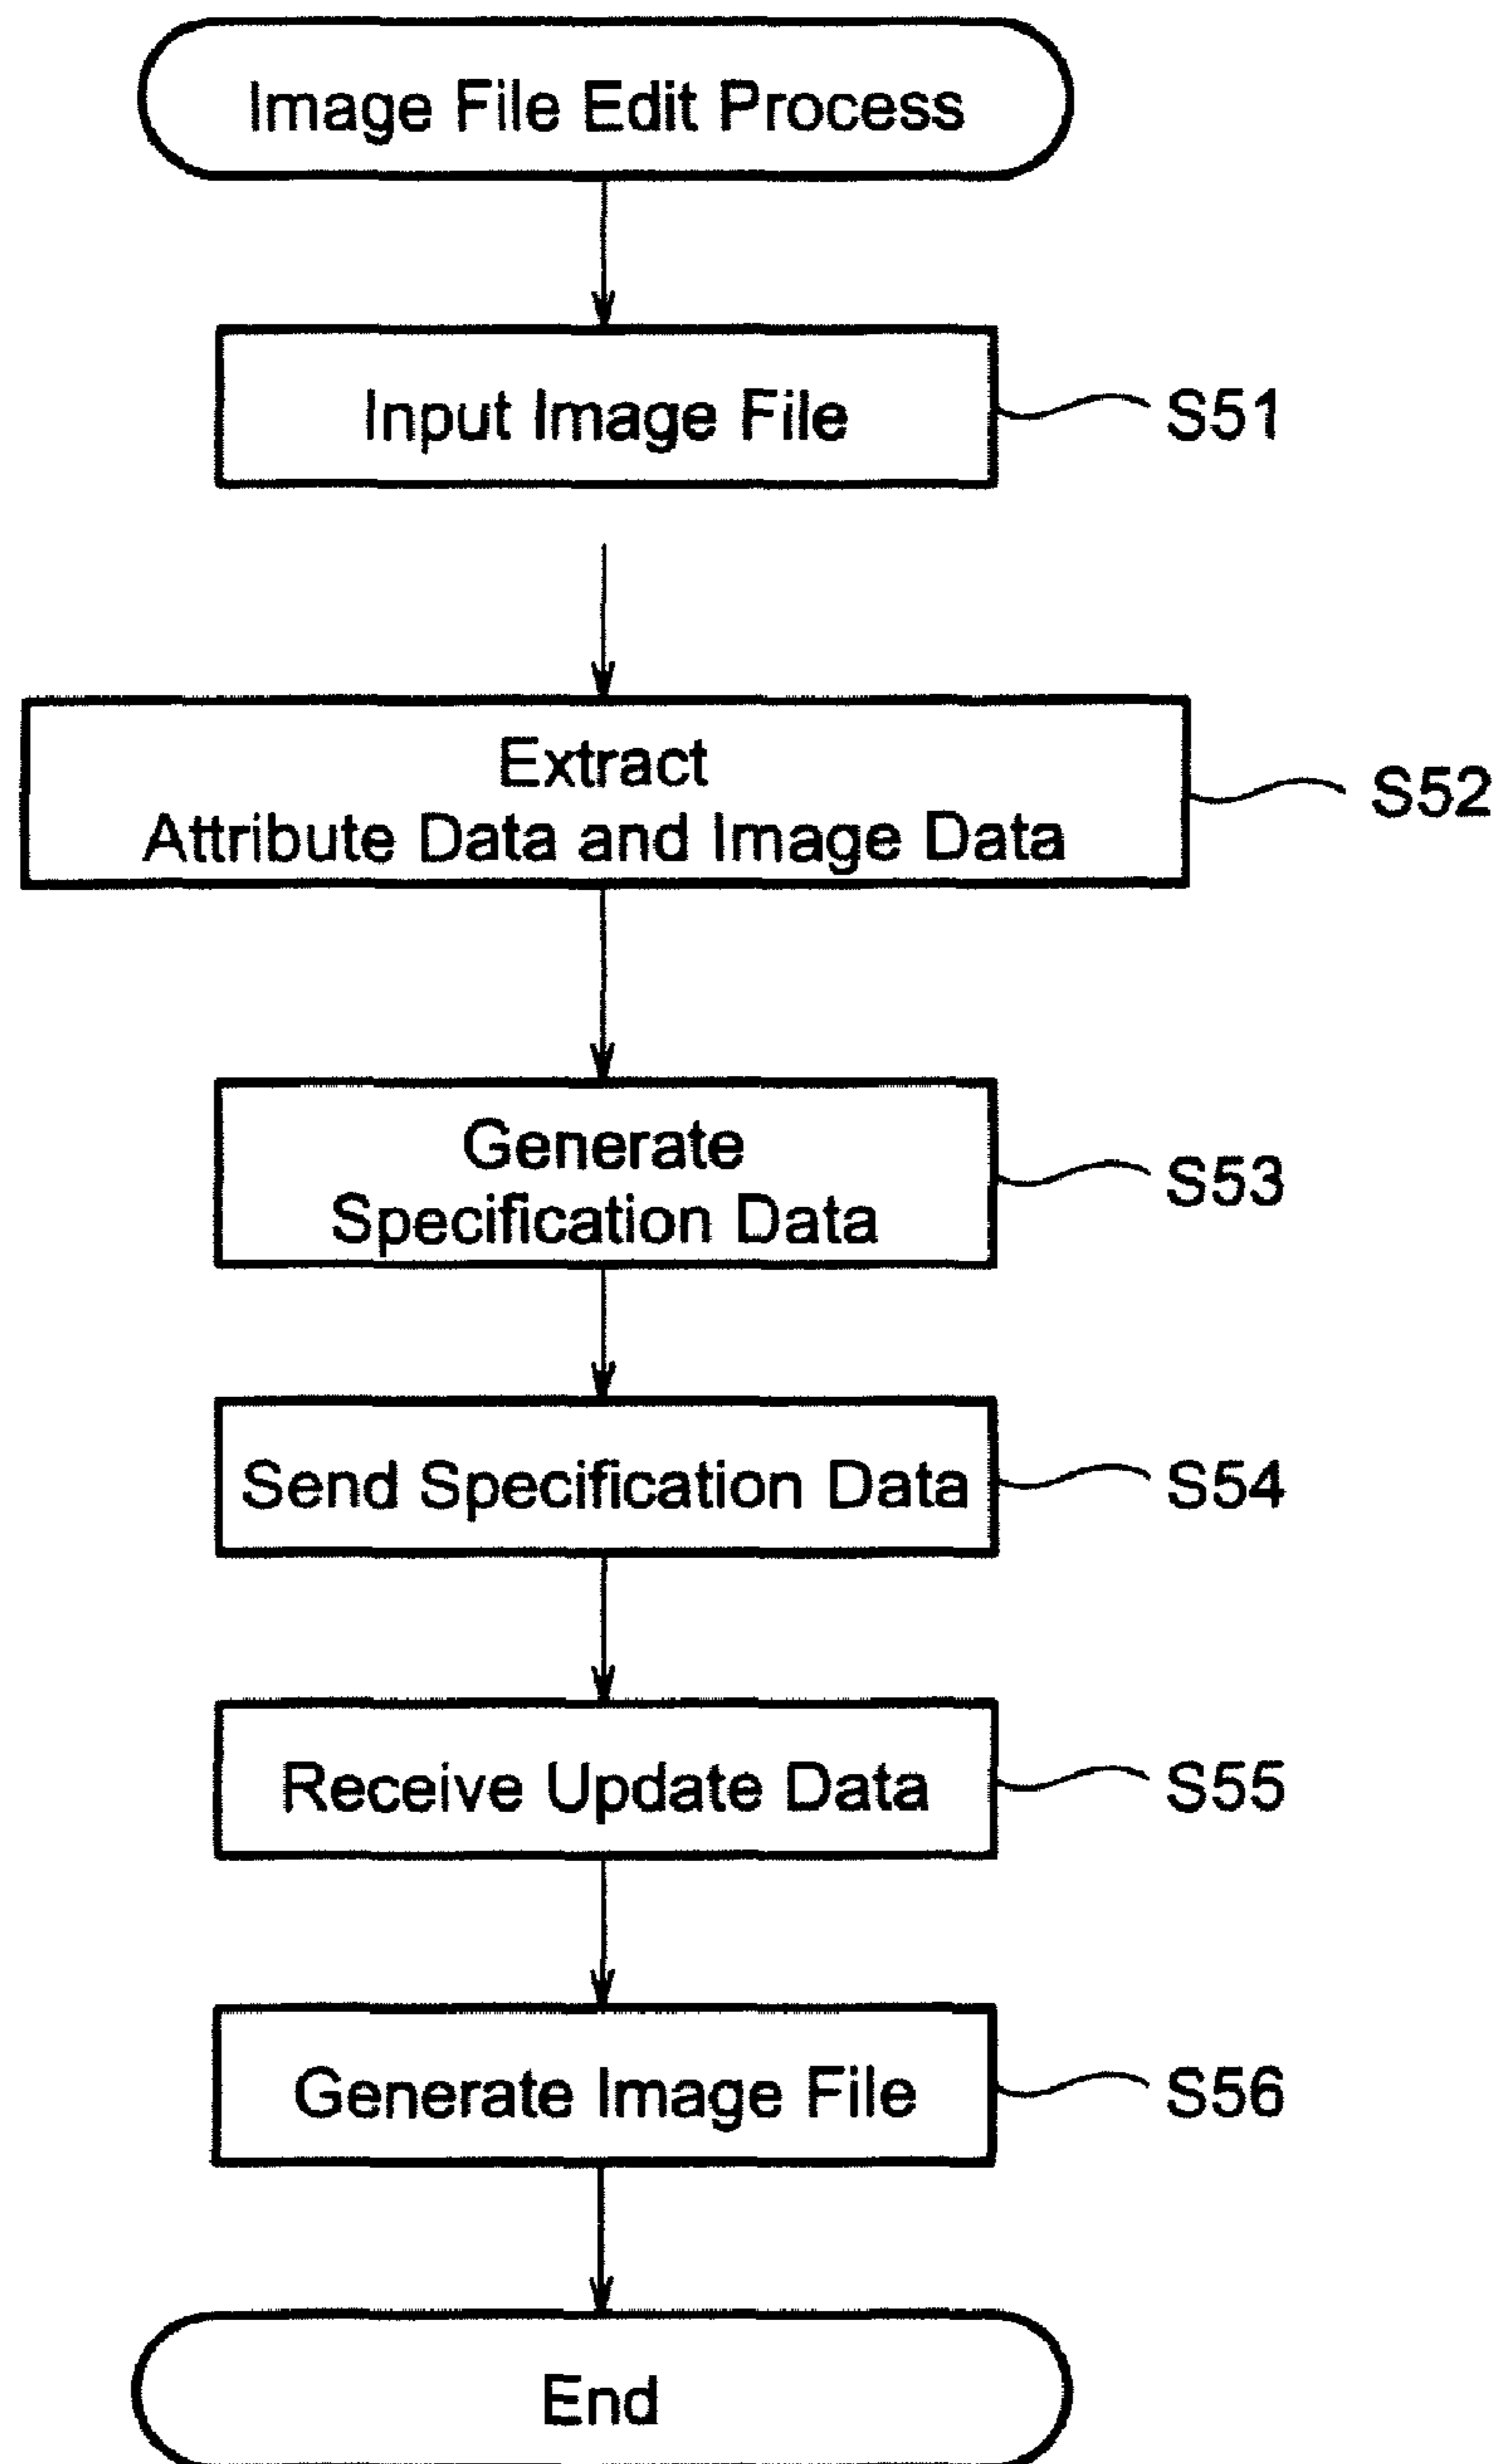 Image File Edit Process
Input Image File
S51
Extract
Attribute Data and Image Data
S52
Generate
Specification Data
S53
Send Specification Data
S54
Receive Update Data
S55
Generate Image File
S56
End